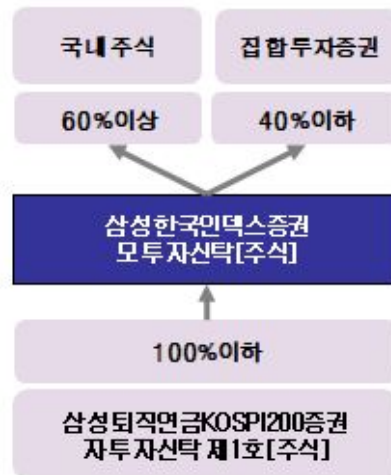 국내 주식
집합투자증권
60%이상
40%이하
삼성한국인덱스증권
모투자신탁[주식]
100%이하
삼성퇴직연금KOSPI200증권
자투자신탁 제1호[주식]